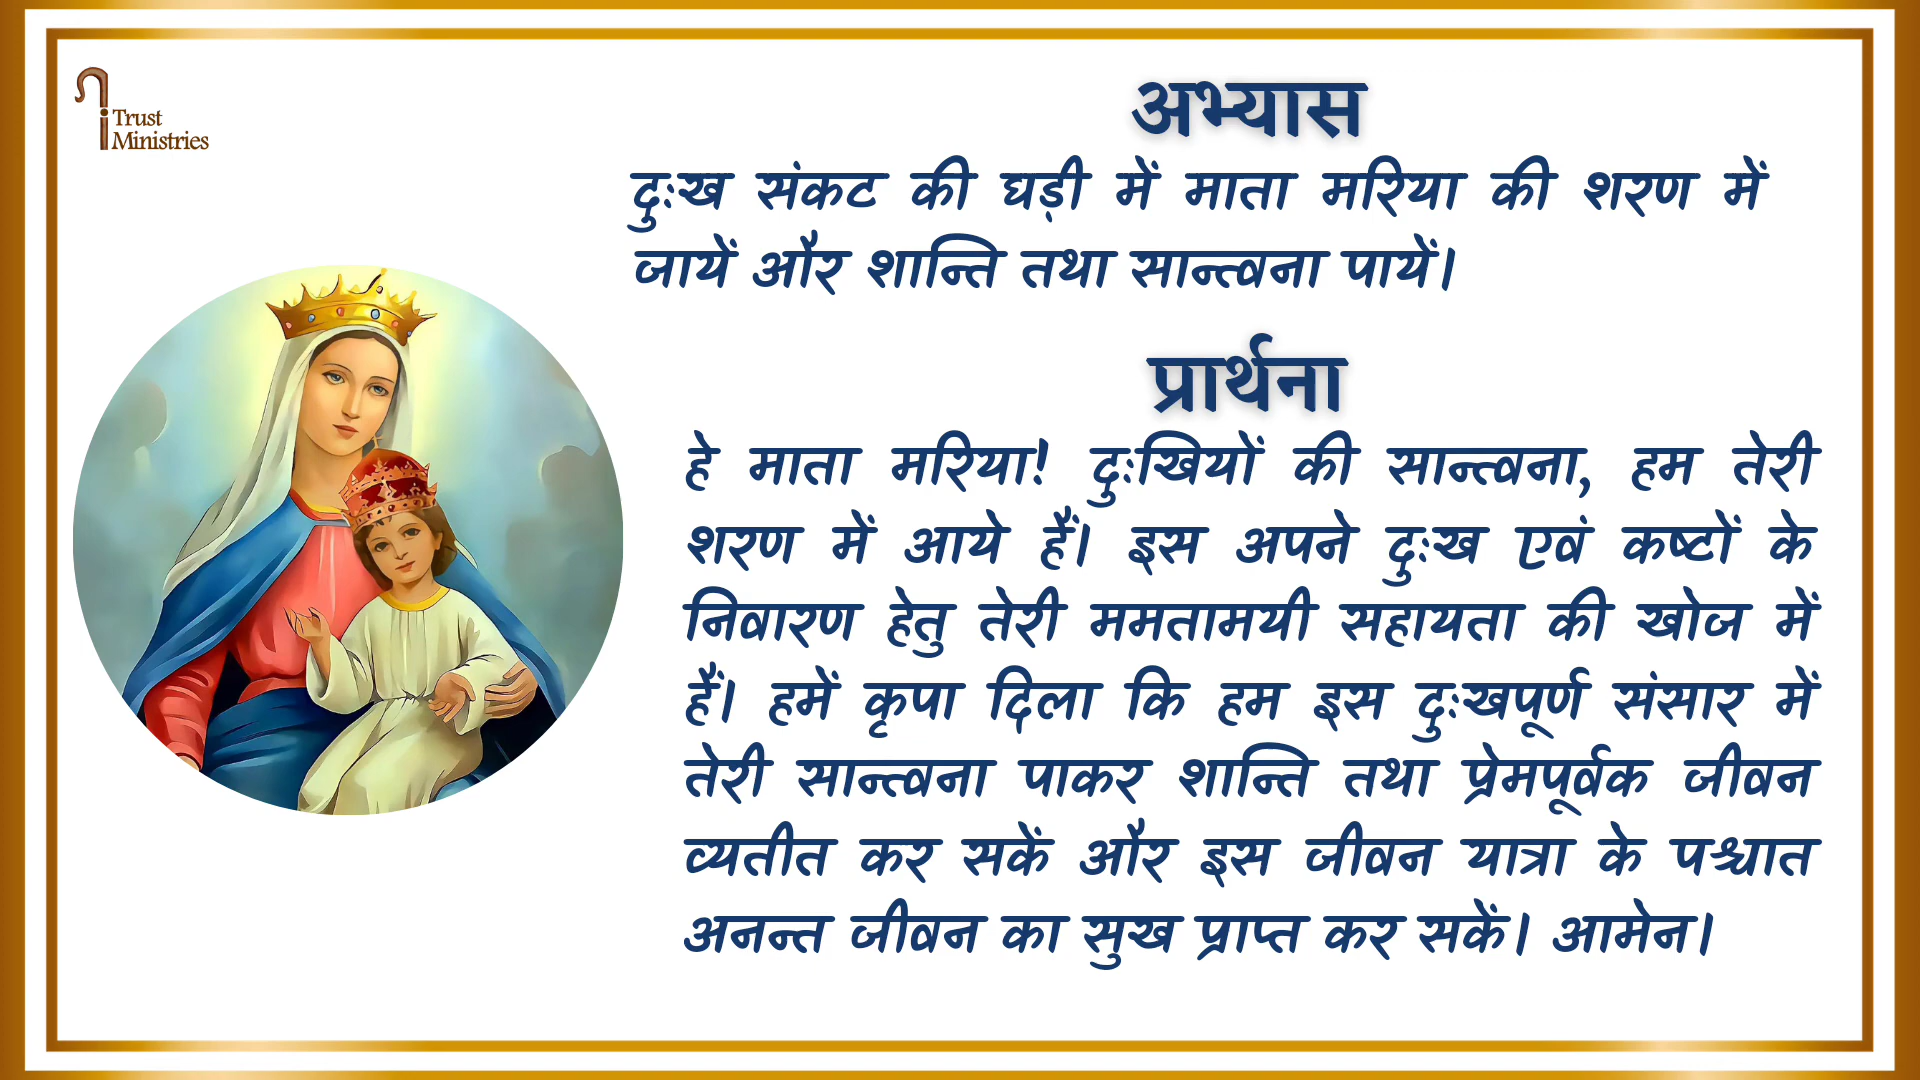 Trust
Ministries
अभ्यास
दुःख संकट की घड़ी में माता मरिया की शरण में
जायें और शान्ति तथा सान्त्वना पायें।
प्रार्थना
हे माता मरिया! दुःखियों की सान्त्वना, हम तेरी
शरण में आये हैं। इस अपने दुःख एवं कष्टों के
निवारण हेतु तेरी ममतामयी सहायता की खोज में
हैं। हमें कृपा दिला कि हम इस दुःखपूर्ण संसार में
तेरी सान्त्वना पाकर शान्ति तथा प्रेमपूर्वक जीवन
व्यतीत कर सकें और इस जीवन यात्रा के पश्चात
अनन्त जीवन का सुख प्राप्त कर सकें। आमेन।